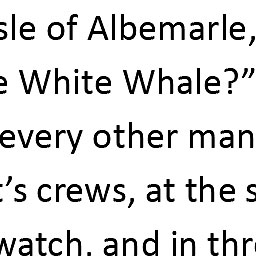 sle of Albemarle,
e White Whale?”
every other man
t’s crews, at the s
watch, and in thr